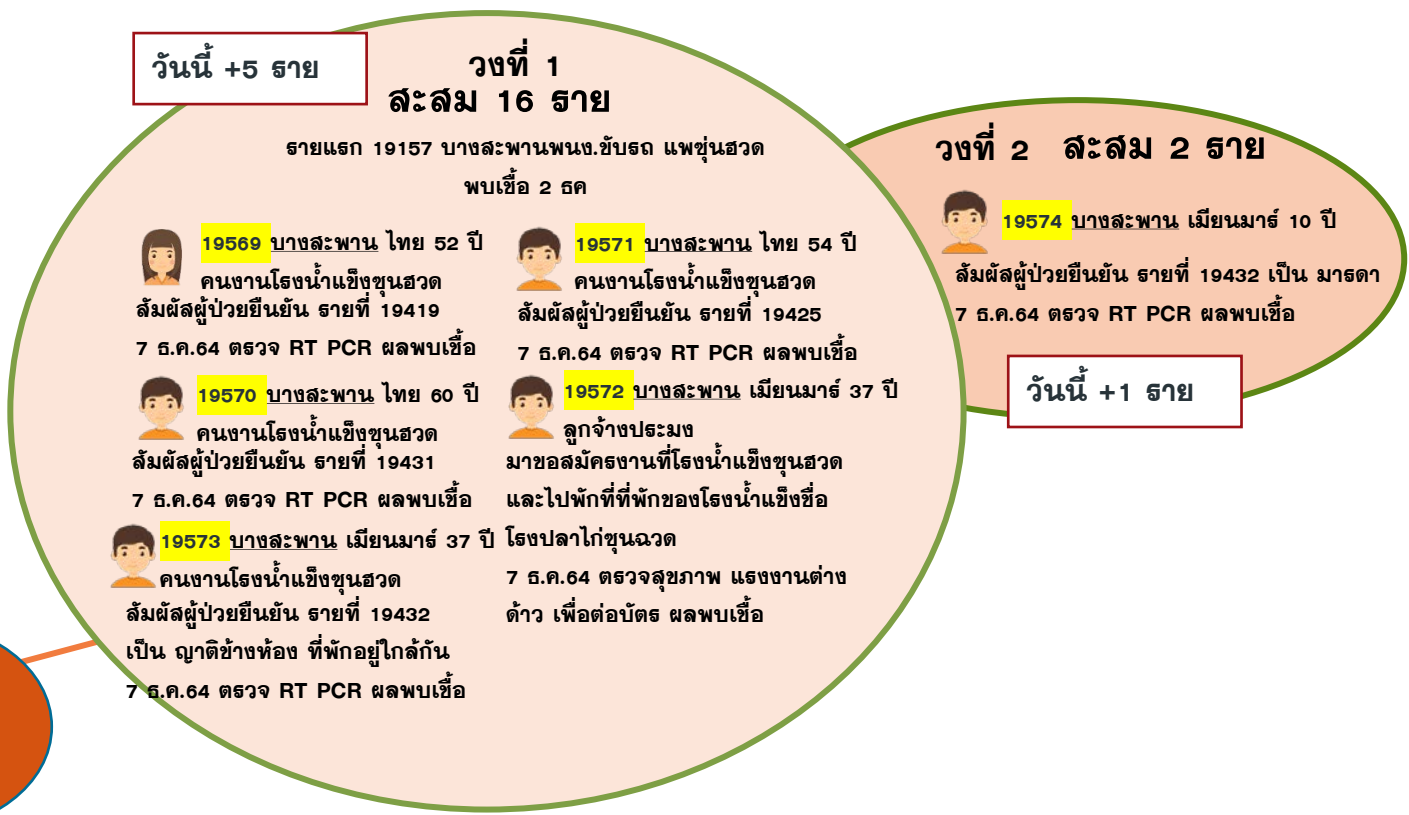 วันนี้ +5 ราย
วงที่ 1
สะสม 16 ราย
รายแรก 19157 บางสะพานพนง.ขับรถ แพซุ่นฮวด
พบเชื้อ 2 ธค
19569 บางสะพาน ไทย 52 ปี
คนงานโรงน้ำแข็งซุนฮวด
สัมผัสผู้ป่วยยืนยัน รายที่ 19419
7 ธ.ค.64 ตรวจ RT PCR ผลพบเชื้อ
19570 บางสะพาน ไทย 60 ปี
คนงานโรงน้ำแข็งซุนฮวด
สัมผัสผู้ป่วยยืนยัน รายที่ 19431
7 ธ.ค.64 ตรวจ RT PCR ผลพบเชื้อ
19573 บางสะพาน เมียนมาร์ 37 ปี
คนงานโรงน้ำแข็งซุนฮวด
สัมผัสผู้ป่วยยืนยัน รายที่ 19432
เป็น ญาติข้างห้อง ที่พักอยู่ใกล้กัน
7 ธ.ค.64 ตรวจ RT PCR ผลพบเชื้อ
19571 บางสะพาน ไทย 54 ปี
คนงานโรงน้ำแข็งซุนฮวด
สัมผัสผู้ป่วยยืนยัน รายที่ 19425
7 ธ.ค.64 ตรวจ RT PCR ผลพบเชื้อ
19572 บางสะพาน เมียนมาร์ 37 ปี
ลูกจ้างประมง
มาขอสมัครงานที่โรงน้ำแข็งซุนฮวด
และไปพักที่ที่พักของโรงน้ำแข็งชื่อ
โรงปลาไก่ซุนฉวด
7 ธ.ค.64 ตรวจสุขภาพ แรงงานต่าง
ด้าว เพื่อต่อบัตร ผลพบเชื้อ
วงที่ 2 สะสม 2 ราย
19574 บางสะพาน เมียนมาร์ 10 ปี
สัมผัสผู้ป่วยยืนยัน รายที่ 19432 เป็น มารดา
7 ธ.ค.64 ตรวจ RT PCR ผลพบเชื้อ
วันนี้ +1 ราย